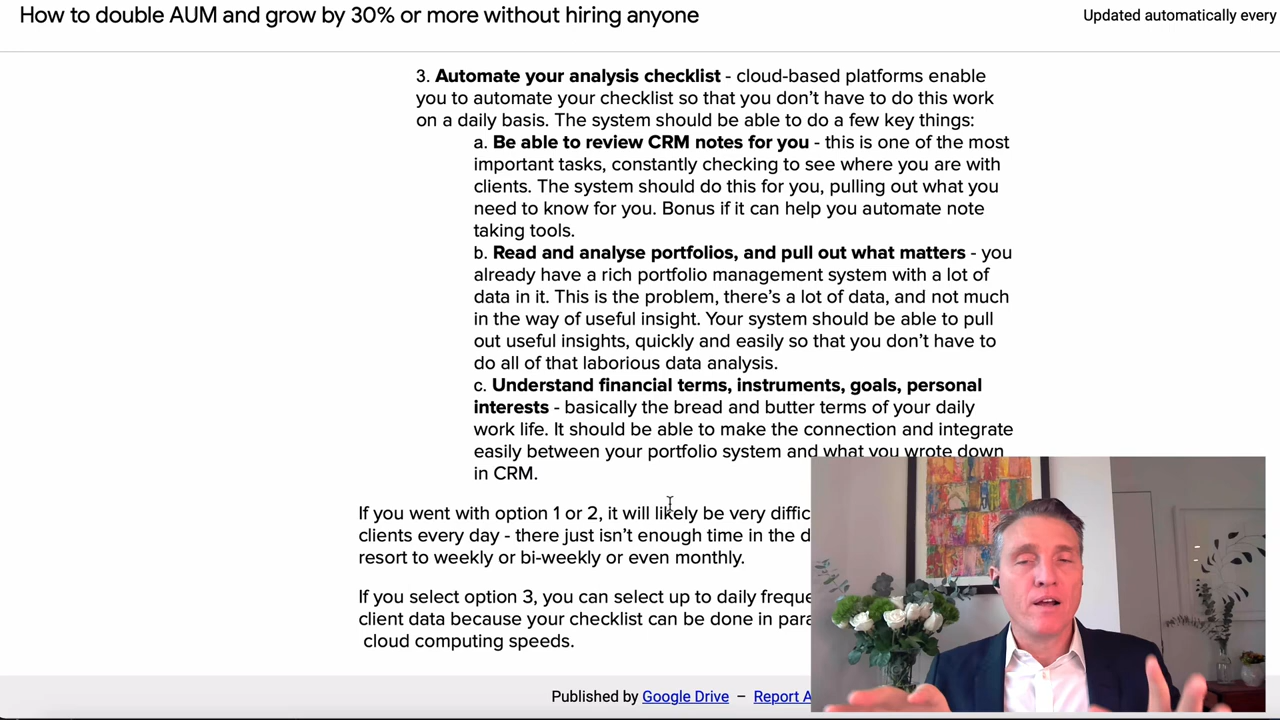 How to double AUM and grow by 30% or more without hiring anyone
Updated automatically every
3. Automate your analysis checklist - cloud-based platforms enable
you to automate your checklist so that you don't have to do this work
on a daily basis. The system should be able to do a few key things:
a. Be able to review CRM notes for you - this is one of the most
important tasks, constantly checking to see where you are with
clients. The system should do this for you, pulling out what you
need to know for you. Bonus if it can help you automate note
taking tools.
b. Read and analyse portfolios, and pull out what matters - you
already have a rich portfolio management system with a lot of
data in it. This is the problem, there's a lot of data, and not much
in the way of useful insight. Your system should be able to pull
out useful insights, quickly and easily so that you don't have to
do all of that laborious data analysis.
c. Understand financial terms, instruments, goals, personal
interests - basically the bread and butter terms of your daily
work life. It should be able to make the connection and integrate
easily between your portfolio system and what you wrote down
in CRM.
If you went with option 1 or 2, it will likely be very
clients every day - there just isn't enough time in the
resort to weekly or bi-weekly or even monthly.
If you select option 3, you can select up to daily
client data because your checklist can be done in
cloud computing speeds.
Published by Google Drive – Report